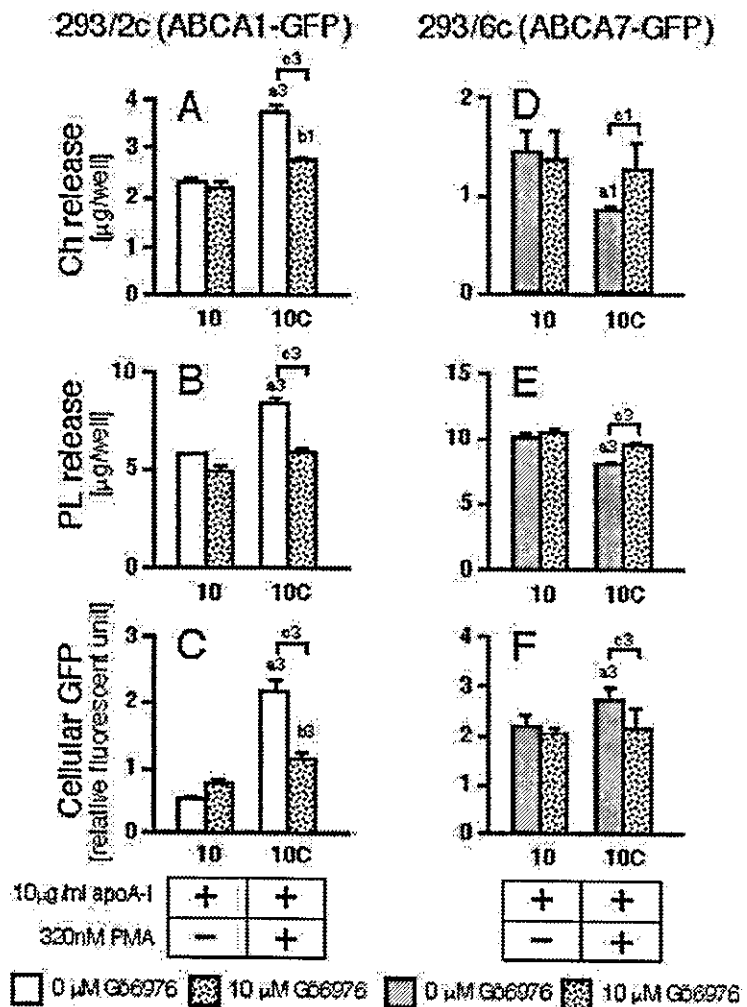 293/2c (ABCA1-GFP) 293/6c (ABCA7-GFP)
A
Ch release
[μg/well]
4
3
2
1
0
a3
c3
b1
10 10C
D
2
1
0
a1
c1
10 10C
B
PL release
[μg/well]
10
5
0
a3
c3
10 10C
E
15
10
5
0
a3
c3
10 10C
C
Cellular GFP
[relative fluorescent unit]
3
2
1
0
a3
c3
b3
10 10C
F
4
3
2
1
0
a3
c3
10 10C
10μg/ml apoA-I + + + +
320nM PMA − + − +
0 μM Gö6976 10 μM Gö6976 0 μM Gö6976 10 μM Gö6976